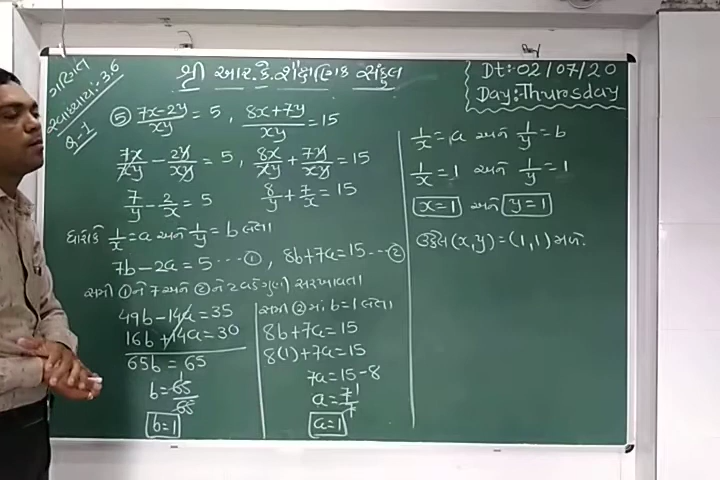 શ્રી આર. કે. શૈક્ષણિક સંકુલ
Dt:02/07/20
Day:Thursday
ગણિત
સ્વાધ્યાય:3.6
Q-1
⑤ 7x-2y/xy = 5, 8x+7y/xy = 15
7x/xy - 2y/xy = 5, 8x/xy + 7y/xy = 15
7/y - 2/x = 5 8/y + 7/x = 15
ધારોકે 1/x = a અને 1/y = b લેતા
7b-2a=5 ---①, 8b+7a=15 ---②
સમી ①ને 7 અને ②ને 2 વડે ગુણી સરખાવતા
49b-14a=35
16b+14a=30
65b=65
b=65/65
b=1
સમી ②માં b=1 લેતા
8b+7a=15
8(1)+7a=15
7a=15-8
a=7/7 1
a=1
1/x = a અને 1/y = b
1/x = 1 અને 1/y = 1
x=1 અને y=1
ઉકેલ (x,y)=(1,1) મળે.